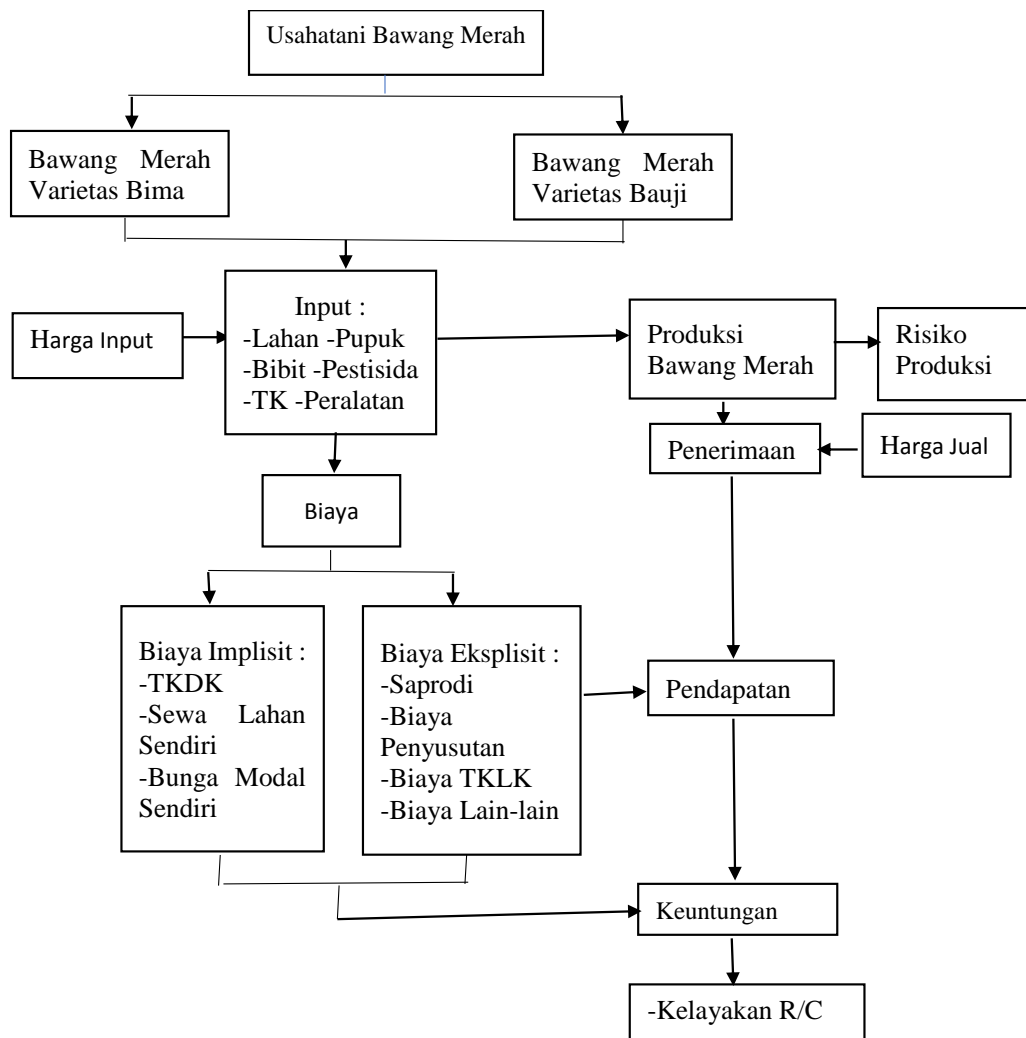 Usahatani Bawang Merah
Bawang Merah
Varietas Bima
Bawang Merah
Varietas Bauji
Harga Input
Input :
-Lahan -Pupuk
-Bibit -Pestisida
-TK -Peralatan
Produksi
Bawang Merah
Risiko
Produksi
Penerimaan
Harga Jual
Biaya
Biaya Implisit :
-TKDK
-Sewa Lahan
Sendiri
-Bunga Modal
Sendiri
Biaya Eksplisit :
-Saprodi
-Biaya
Penyusutan
-Biaya TKLK
-Biaya Lain-lain
Pendapatan
Keuntungan
-Kelayakan R/C